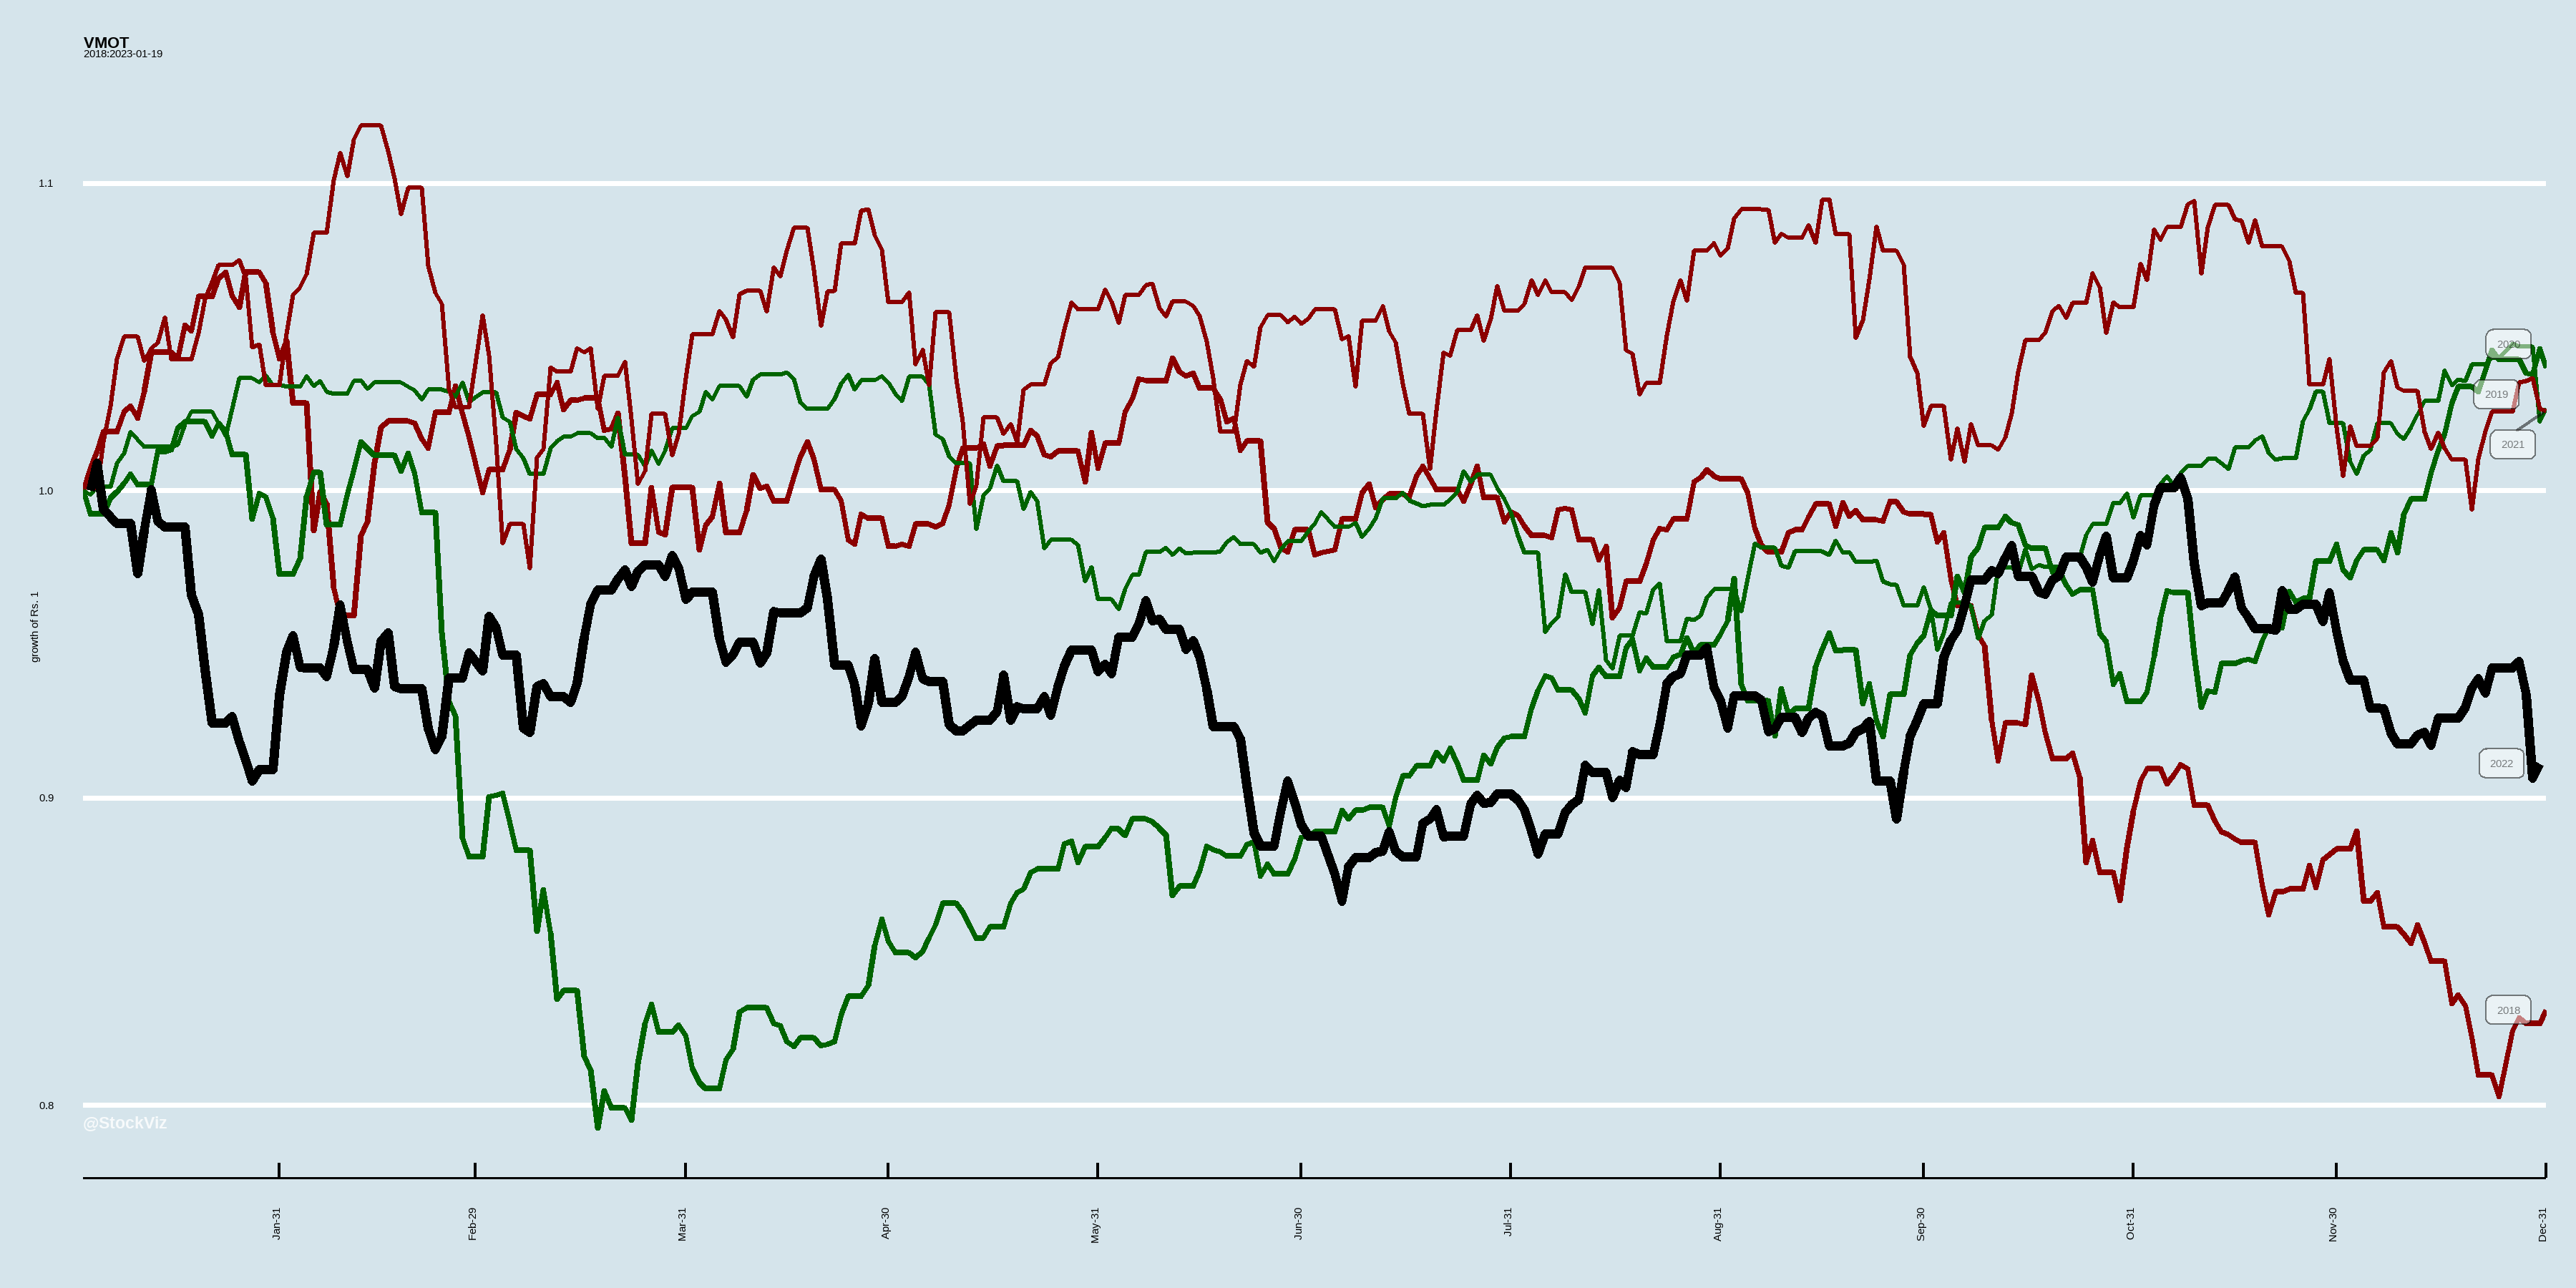 VMOT
2018:2023-01-19
1.1
1.0
0.9
0.8
growth of Rs. 1
2020
2019
2021
2022
2018
@StockViz
Jan-31
Feb-29
Mar-31
Apr-30
May-31
Jun-30
Jul-31
Aug-31
Sep-30
Oct-31
Nov-30
Dec-31